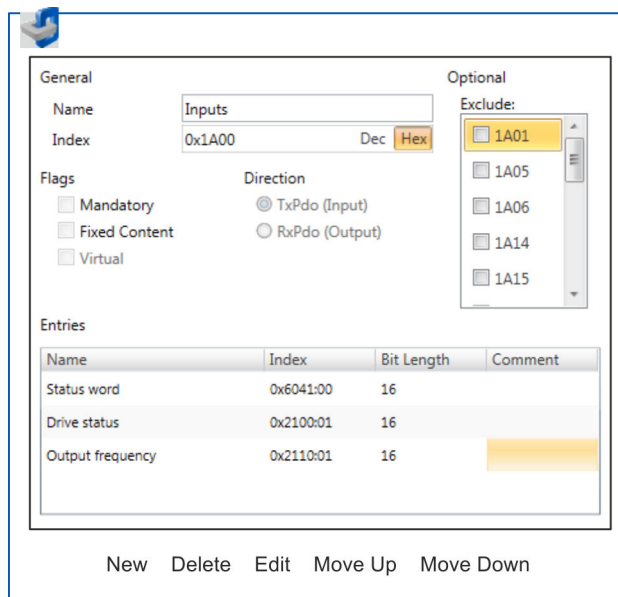 General
Optional
Name Inputs
Exclude:
Index 0x1A00 Dec Hex
1A01
Flags Direction
1A05
Mandatory TxPdo (Input)
1A06
Fixed Content RxPdo (Output)
1A14
Virtual
1A15
Entries
Name Index Bit Length Comment
Status word 0x6041:00 16
Drive status 0x2100:01 16
Output frequency 0x2110:01 16
New Delete Edit Move Up Move Down